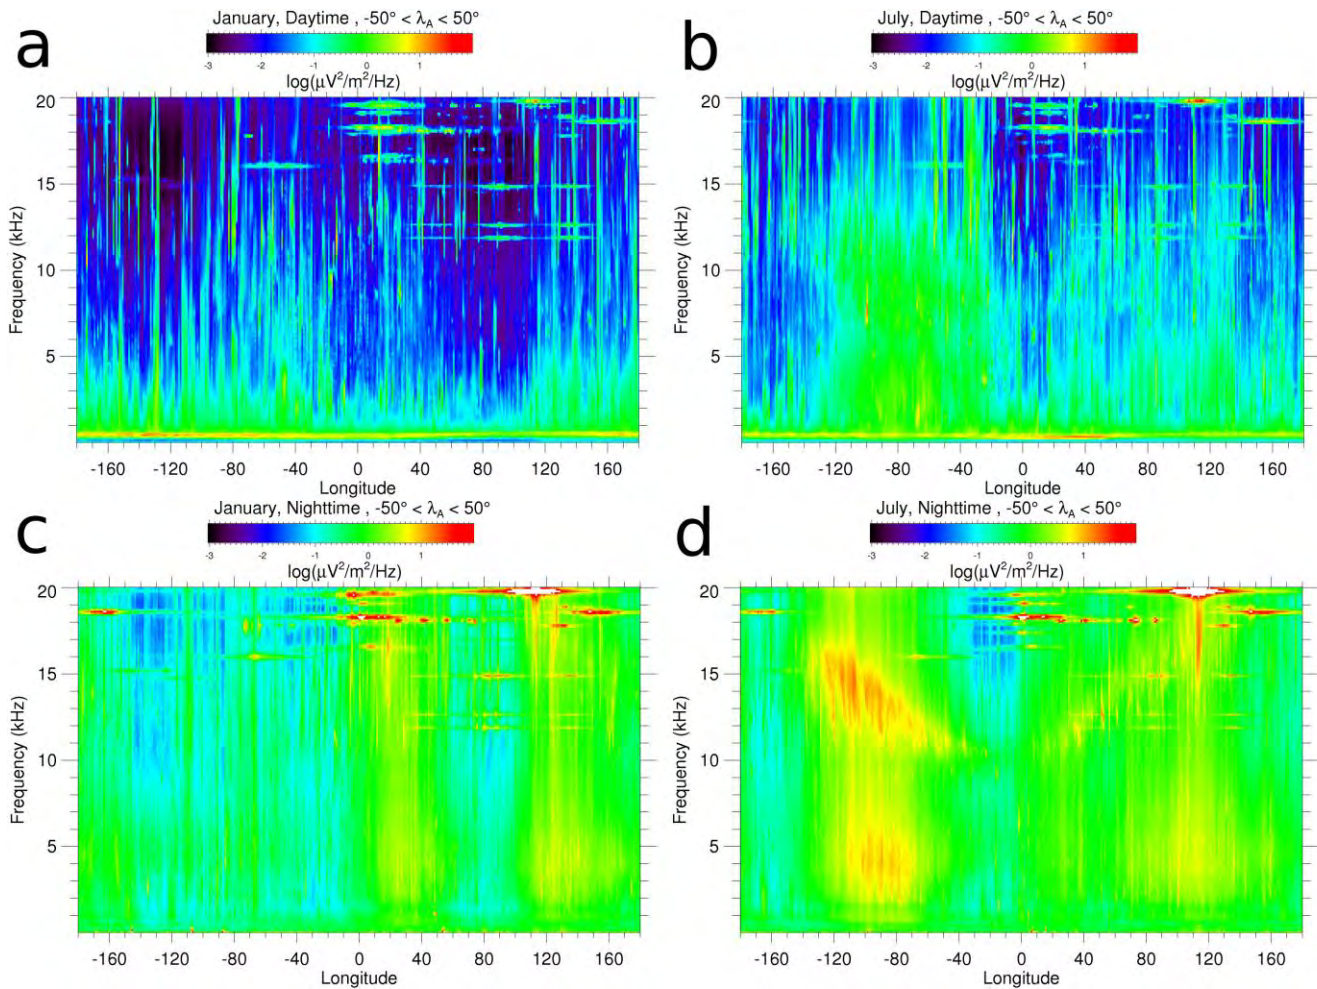 a
January, Daytime , -50° < λA < 50°
-3 -2 -1 0 1
log(μV²/m²/Hz)
20
15
10
5
Frequency (kHz)
-160 -120 -80 -40 0 40 80 120 160
Longitude
b
July, Daytime , -50° < λA < 50°
-3 -2 -1 0 1
log(μV²/m²/Hz)
20
15
10
5
Frequency (kHz)
-160 -120 -80 -40 0 40 80 120 160
Longitude
c
January, Nighttime , -50° < λA < 50°
-3 -2 -1 0 1
log(μV²/m²/Hz)
20
15
10
5
Frequency (kHz)
-160 -120 -80 -40 0 40 80 120 160
Longitude
d
July, Nighttime , -50° < λA < 50°
-3 -2 -1 0 1
log(μV²/m²/Hz)
20
15
10
5
Frequency (kHz)
-160 -120 -80 -40 0 40 80 120 160
Longitude